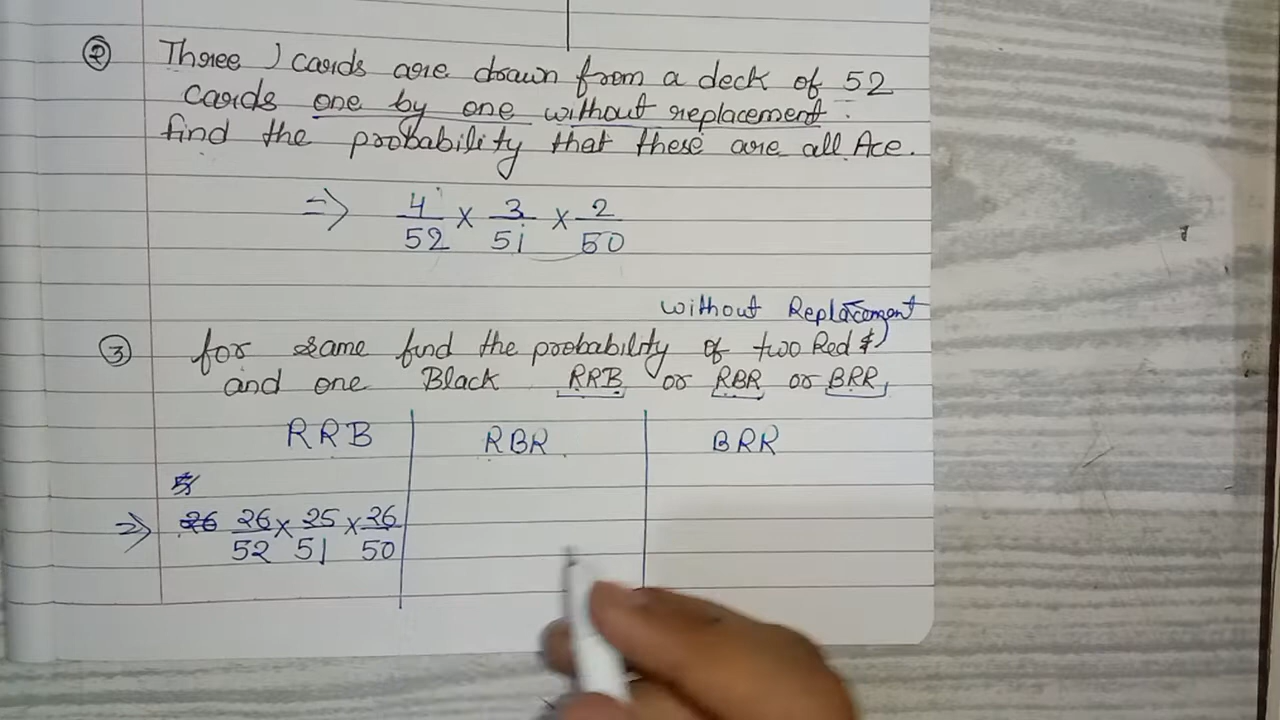 ② Three cards are drawn from a deck of 52
cards one by one without replacement.
find the probability that these are all Ace.
=> 4/52 x 3/51 x 2/50
without Replacement
③ for same find the probability of two Red &
and one Black RRB or RBR or BRR,
RRB RBR BRR
=> 26 26/52 x 25/51 x 26/50